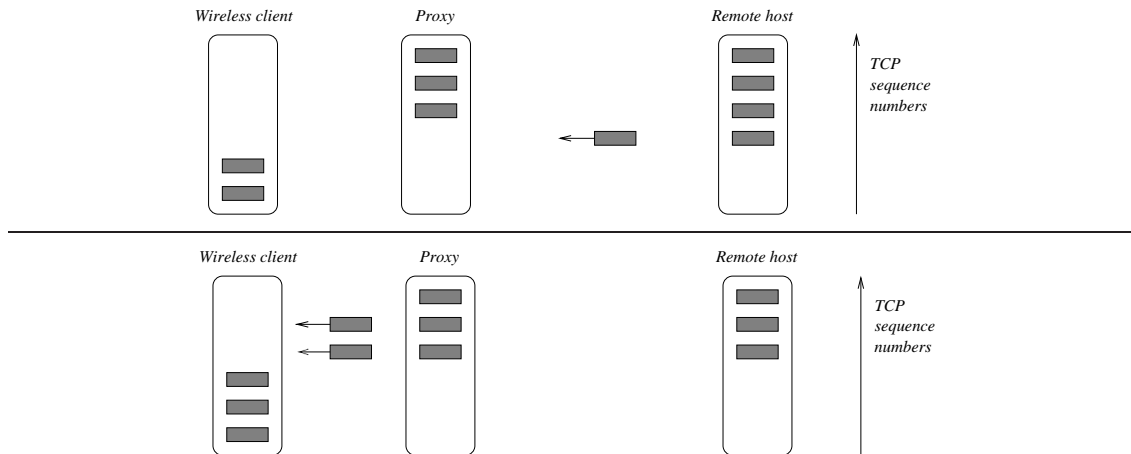 Wireless client
Proxy
Remote host
TCP
sequence
numbers
Wireless client
Proxy
Remote host
TCP
sequence
numbers